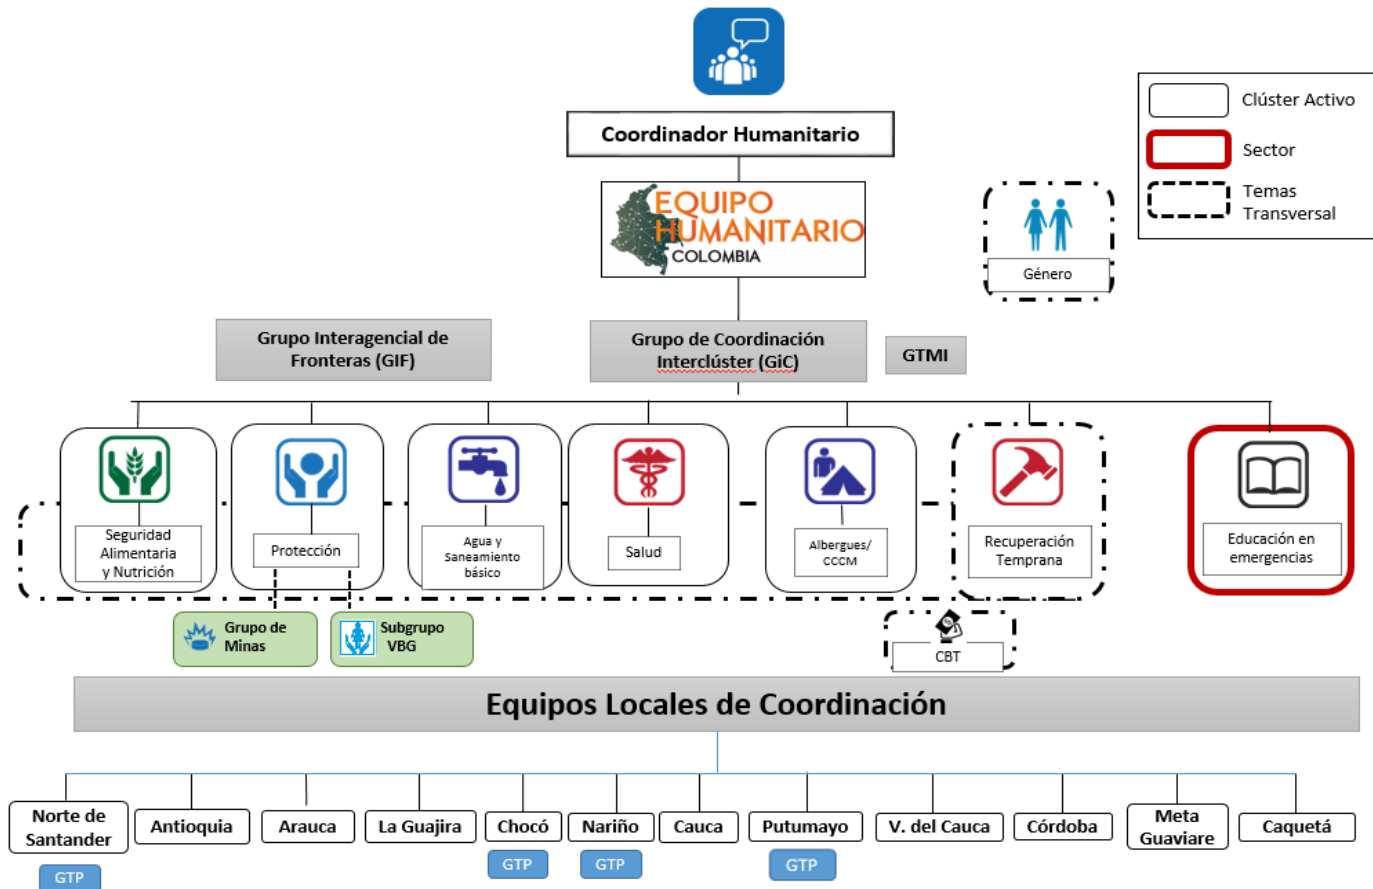 Coordinador Humanitario
EQUIPO
HUMANITARIO
COLOMBIA
Clúster Activo
Sector
Temas
Transversal
Género
Grupo Interagencial de
Fronteras (GIF)
Grupo de Coordinación
Interclúster (GiC)
GTMI
Seguridad
Alimentaria
y Nutrición
Protección
Agua y
Saneamiento
básico
Salud
Albergues/
CCCM
Recuperación
Temprana
Educación en
emergencias
Grupo de
Minas
Subgrupo
VBG
CBT
Equipos Locales de Coordinación
Norte de
Santander
Antioquia
Arauca
La Guajira
Chocó
Nariño
Cauca
Putumayo
V. del Cauca
Córdoba
Meta
Guaviare
Caquetá
GTP
GTP
GTP
GTP